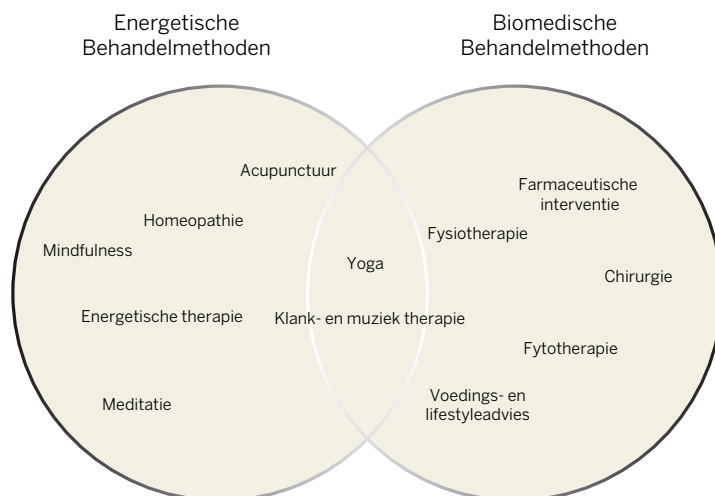 Energetische
Behandelmethoden
Biomedische
Behandelmethoden
Acupunctuur
Homeopathie
Mindfulness
Energetische therapie
Meditatie
Yoga
Klank- en muziek therapie
Farmaceutische
interventie
Fysiotherapie
Chirurgie
Fytotherapie
Voedings- en
lifestyleadvies